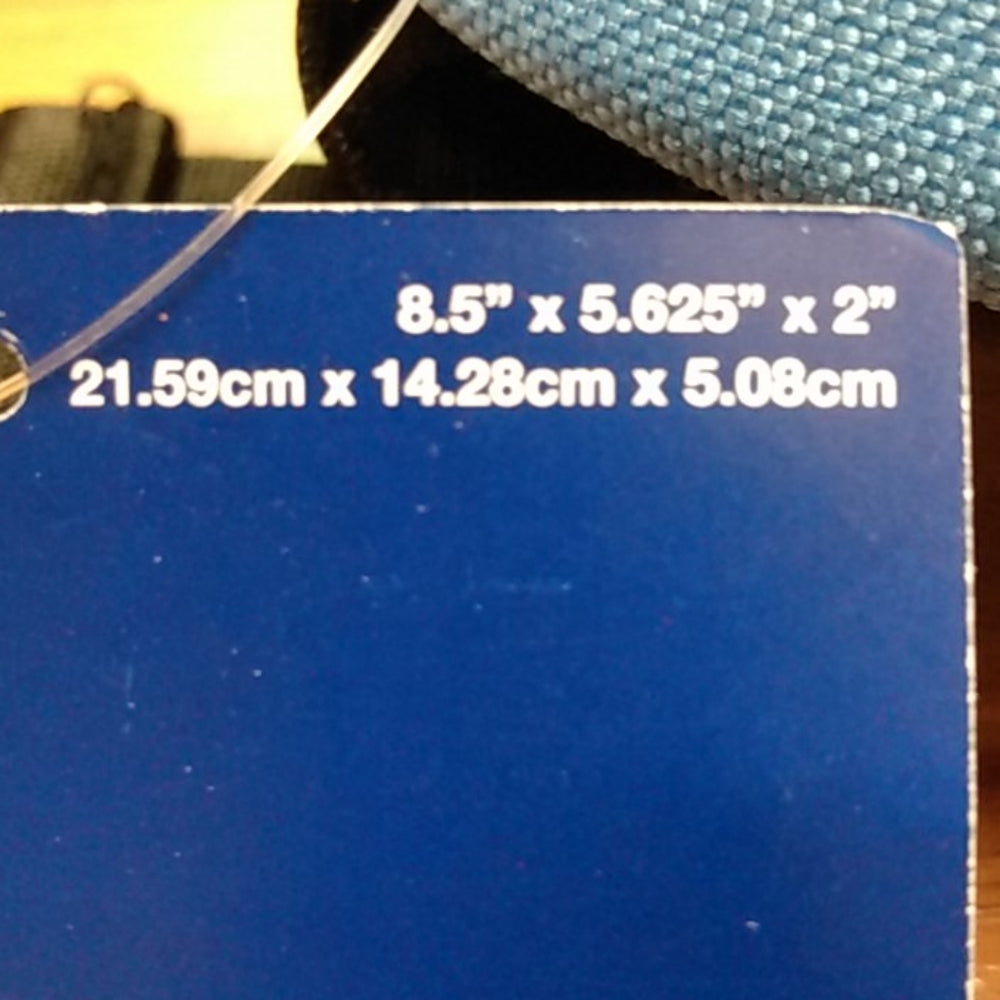 8.5” x 5.625” x 2”
21.59cm x 14.28cm x 5.08cm